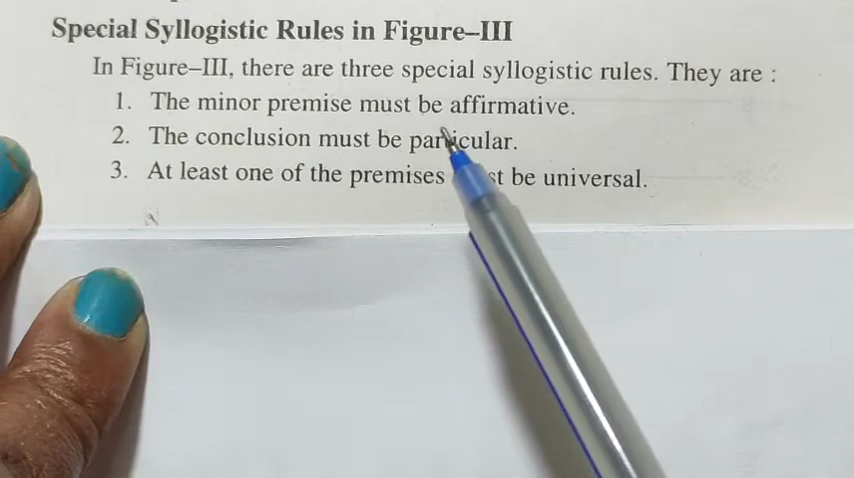 Special Syllogistic Rules in Figure–III
In Figure–III, there are three special syllogistic rules. They are :
1. The minor premise must be affirmative.
2. The conclusion must be particular.
3. At least one of the premises must be universal.